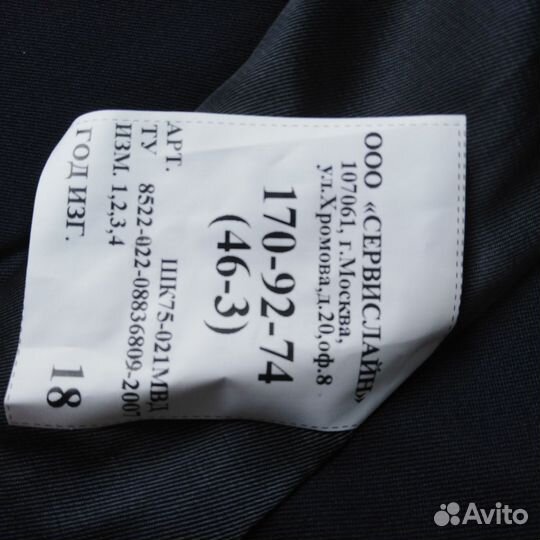 ООО «СЕРВИСЛАЙН»
107061, г.Москва,
ул.Хромова,д.20,оф.8
170-92-74
(46-3)
АРТ. ШК75-021МВД
ТУ 8522-022-08836809-200
ИЗМ. 1,2,3,4
ГОД ИЗГ. 18
Avito